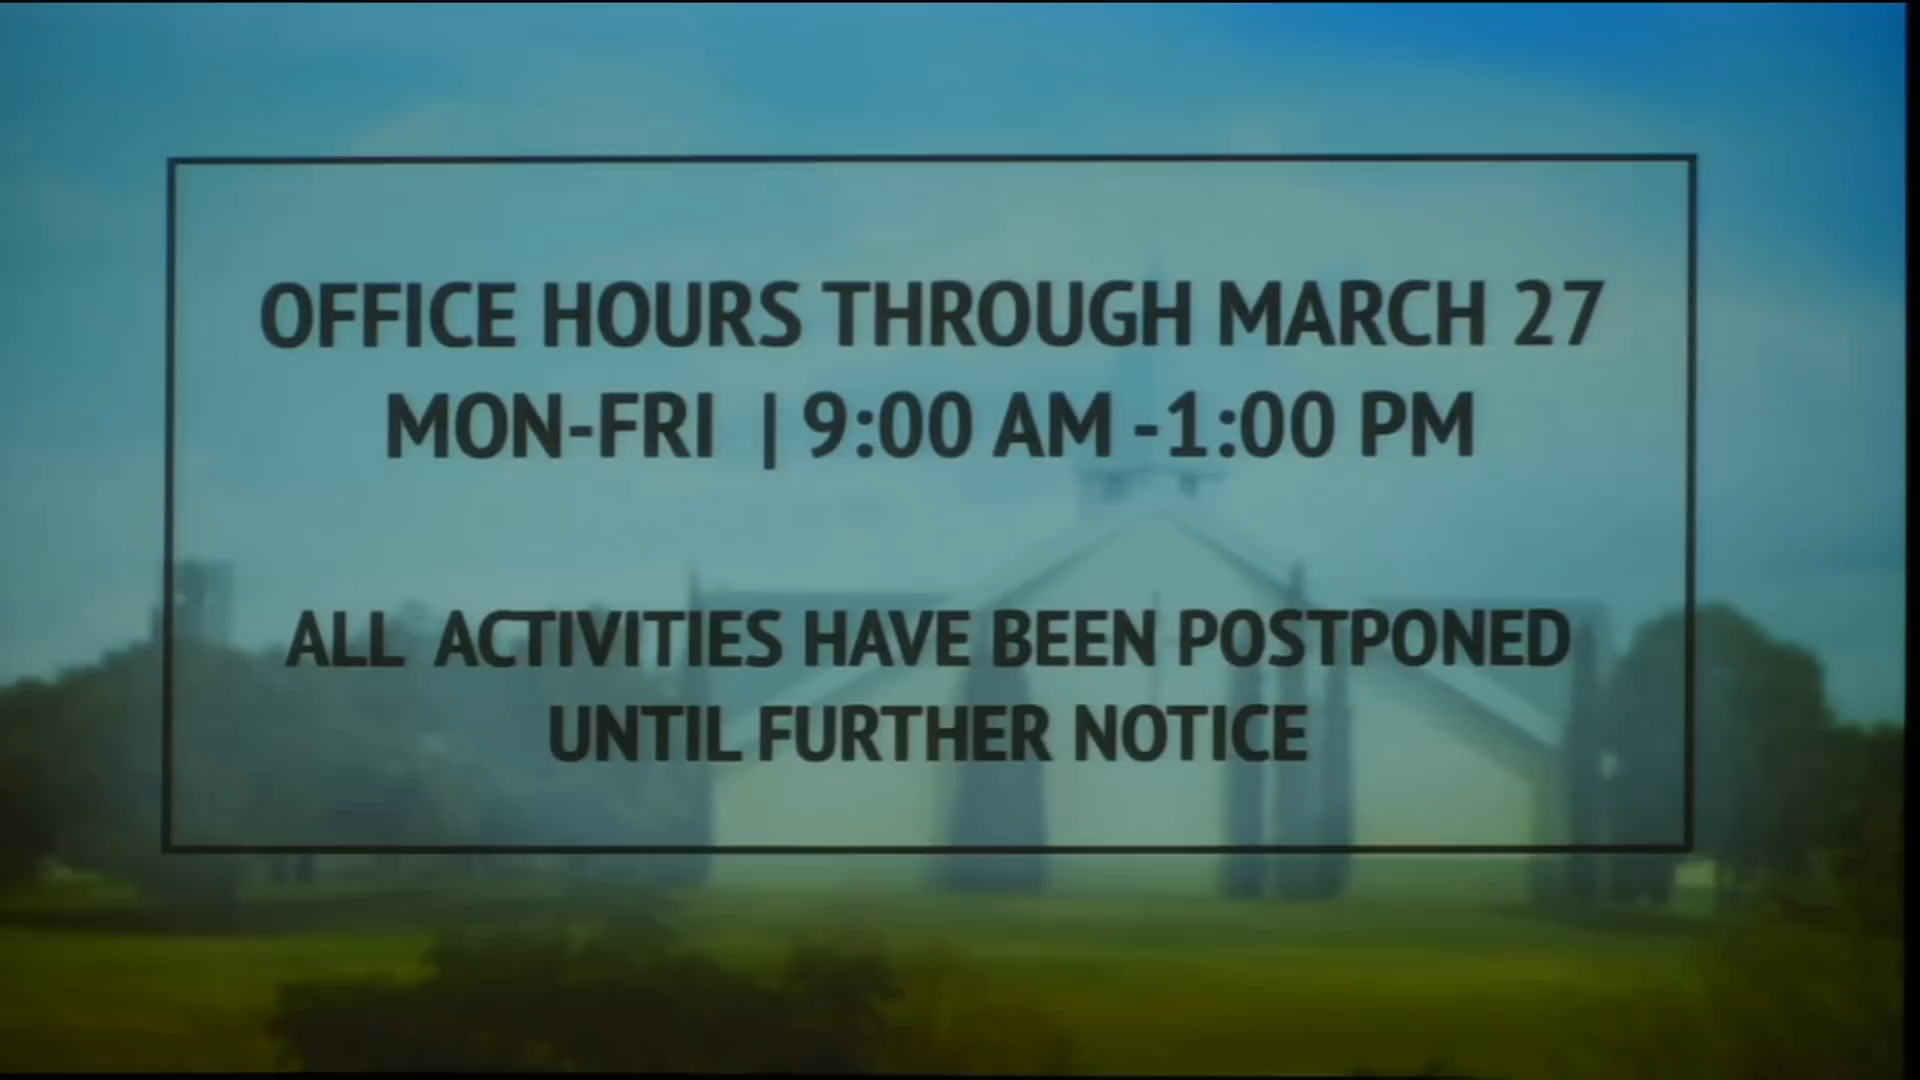 OFFICE HOURS THROUGH MARCH 27
MON-FRI | 9:00 AM -1:00 PM
ALL ACTIVITIES HAVE BEEN POSTPONED
UNTIL FURTHER NOTICE